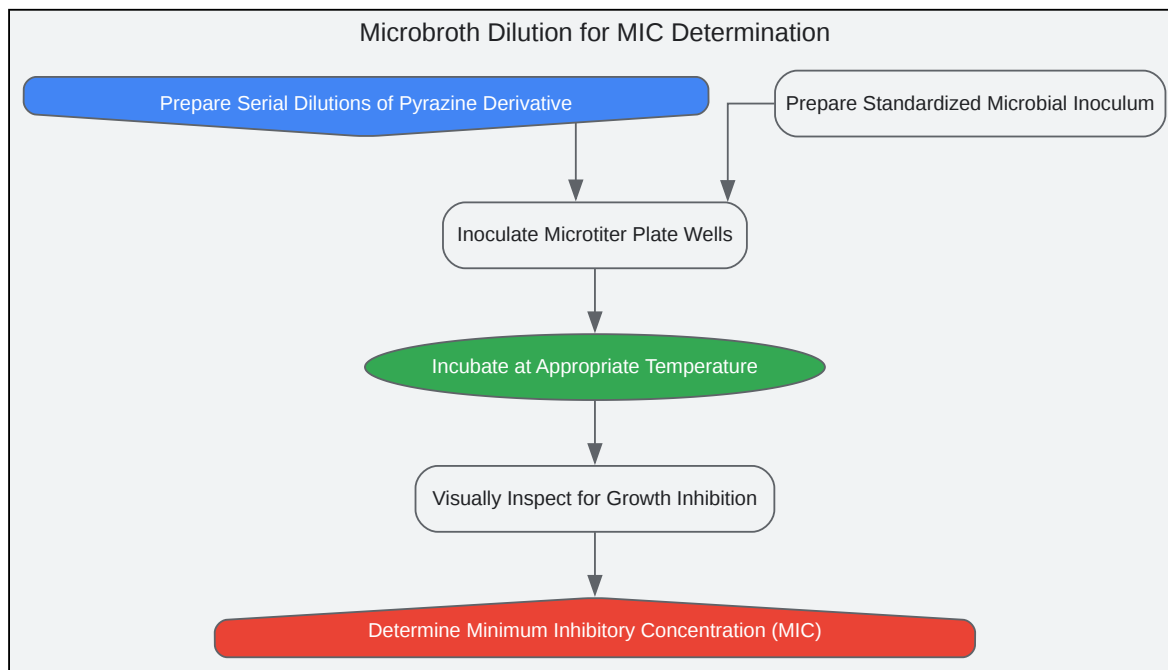 Microbroth Dilution for MIC Determination
Prepare Serial Dilutions of Pyrazine Derivative
Prepare Standardized Microbial Inoculum
Inoculate Microtiter Plate Wells
Incubate at Appropriate Temperature
Visually Inspect for Growth Inhibition
Determine Minimum Inhibitory Concentration (MIC)